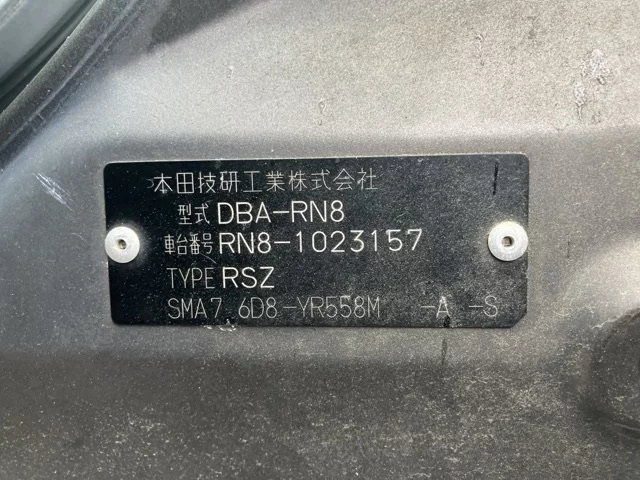 本田技研工業株式会社
型式 DBA-RN8
車台番号 RN8-1023157
TYPE RSZ
SMA7 6D8-YR558M -A -S